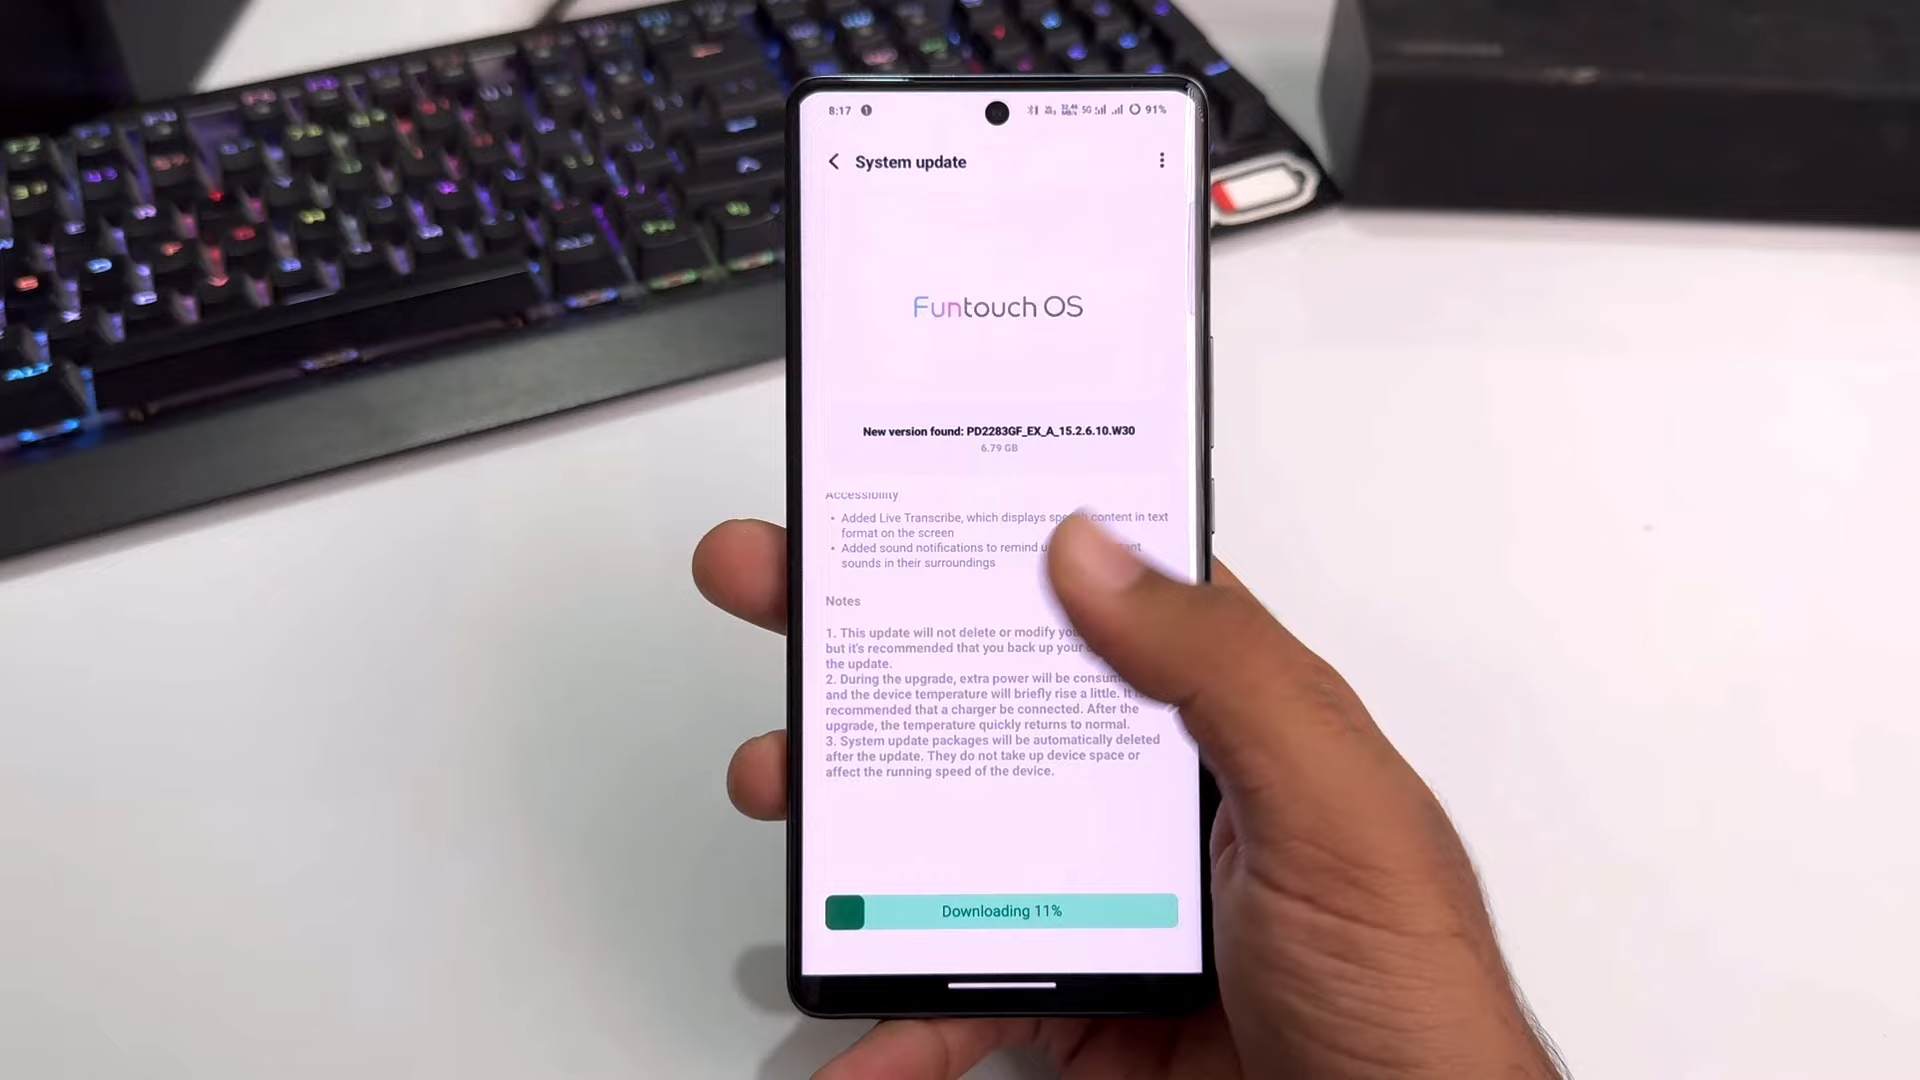 8:17
5G 91%
System update
Funtouch OS
New version found: PD2283GF_EX_A_15.2.6.10.W30
6.79 GB
Accessibility
• Added Live Transcribe, which displays speech content in text
format on the screen
• Added sound notifications to remind
sounds in their surroundings
Notes
1. This update will not delete or modify
but it's recommended that you back up your
the update.
2. During the upgrade, extra power will be
and the device temperature will briefly rise a little. It
recommended that a charger be connected. After the
upgrade, the temperature quickly returns to normal.
3. System update packages will be automatically deleted
after the update. They do not take up device space or
affect the running speed of the device.
Downloading 11%